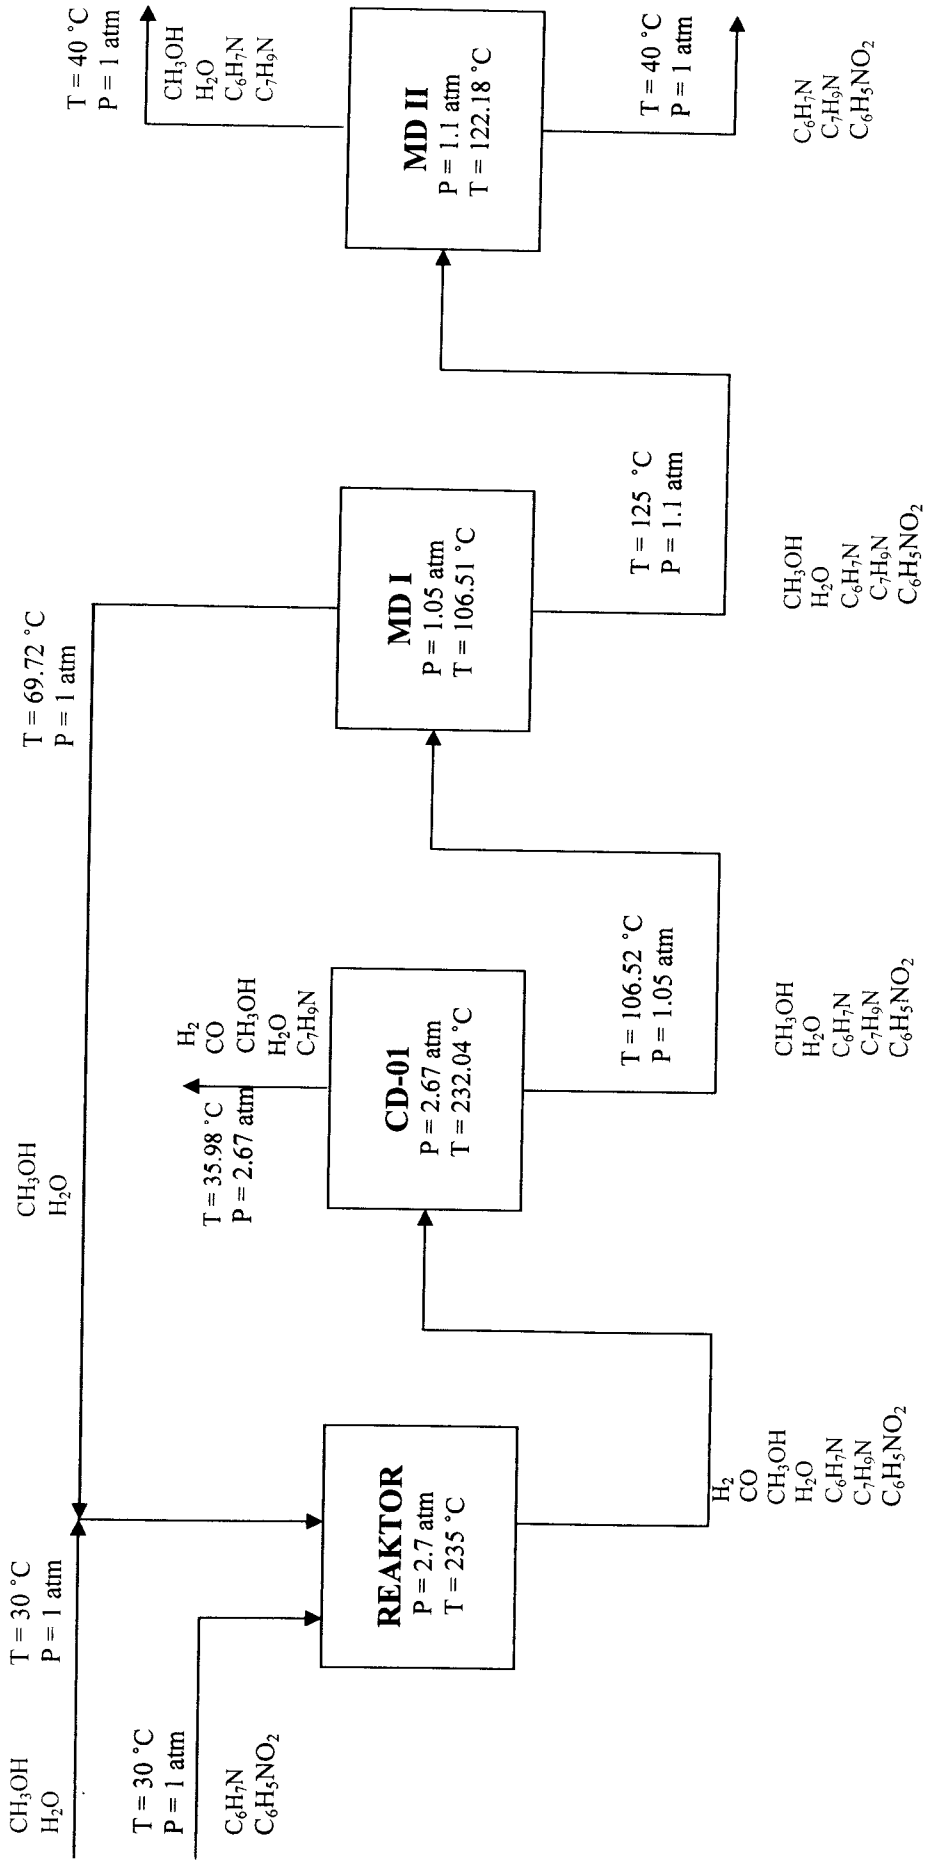 CH₃OH
H₂O
T = 30 °C
P = 1 atm
T = 30 °C
P = 1 atm
C₆H₇N
C₆H₅NO₂
REAKTOR
P = 2.7 atm
T = 235 °C
H₂
CO
CH₃OH
H₂O
C₆H₇N
C₇H₉N
C₆H₅NO₂
CH₃OH
H₂O
T = 35.98 °C
P = 2.67 atm
H₂
CO
CH₃OH
H₂O
C₇H₉N
CD-01
P = 2.67 atm
T = 232.04 °C
T = 106.52 °C
P = 1.05 atm
CH₃OH
H₂O
C₆H₇N
C₇H₉N
C₆H₅NO₂
T = 69.72 °C
P = 1 atm
MD I
P = 1.05 atm
T = 106.51 °C
T = 125 °C
P = 1.1 atm
CH₃OH
H₂O
C₆H₇N
C₇H₉N
C₆H₅NO₂
T = 40 °C
P = 1 atm
CH₃OH
H₂O
C₆H₇N
C₇H₉N
MD II
P = 1.1 atm
T = 122.18 °C
T = 40 °C
P = 1 atm
C₆H₇N
C₇H₉N
C₆H₅NO₂